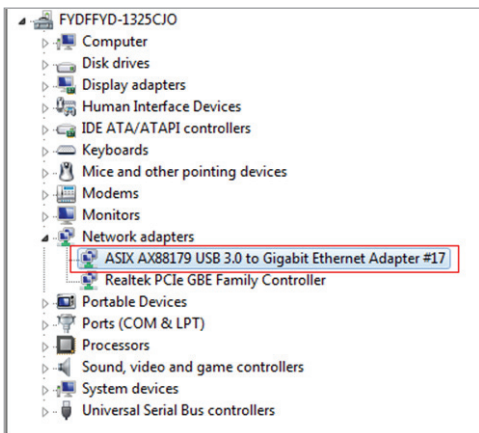 FYDFFYD-1325CJO
Computer
Disk drives
Display adapters
Human Interface Devices
IDE ATA/ATAPI controllers
Keyboards
Mice and other pointing devices
Modems
Monitors
Network adapters
ASIX AX88179 USB 3.0 to Gigabit Ethernet Adapter #17
Realtek PCIe GBE Family Controller
Portable Devices
Ports (COM & LPT)
Processors
Sound, video and game controllers
System devices
Universal Serial Bus controllers